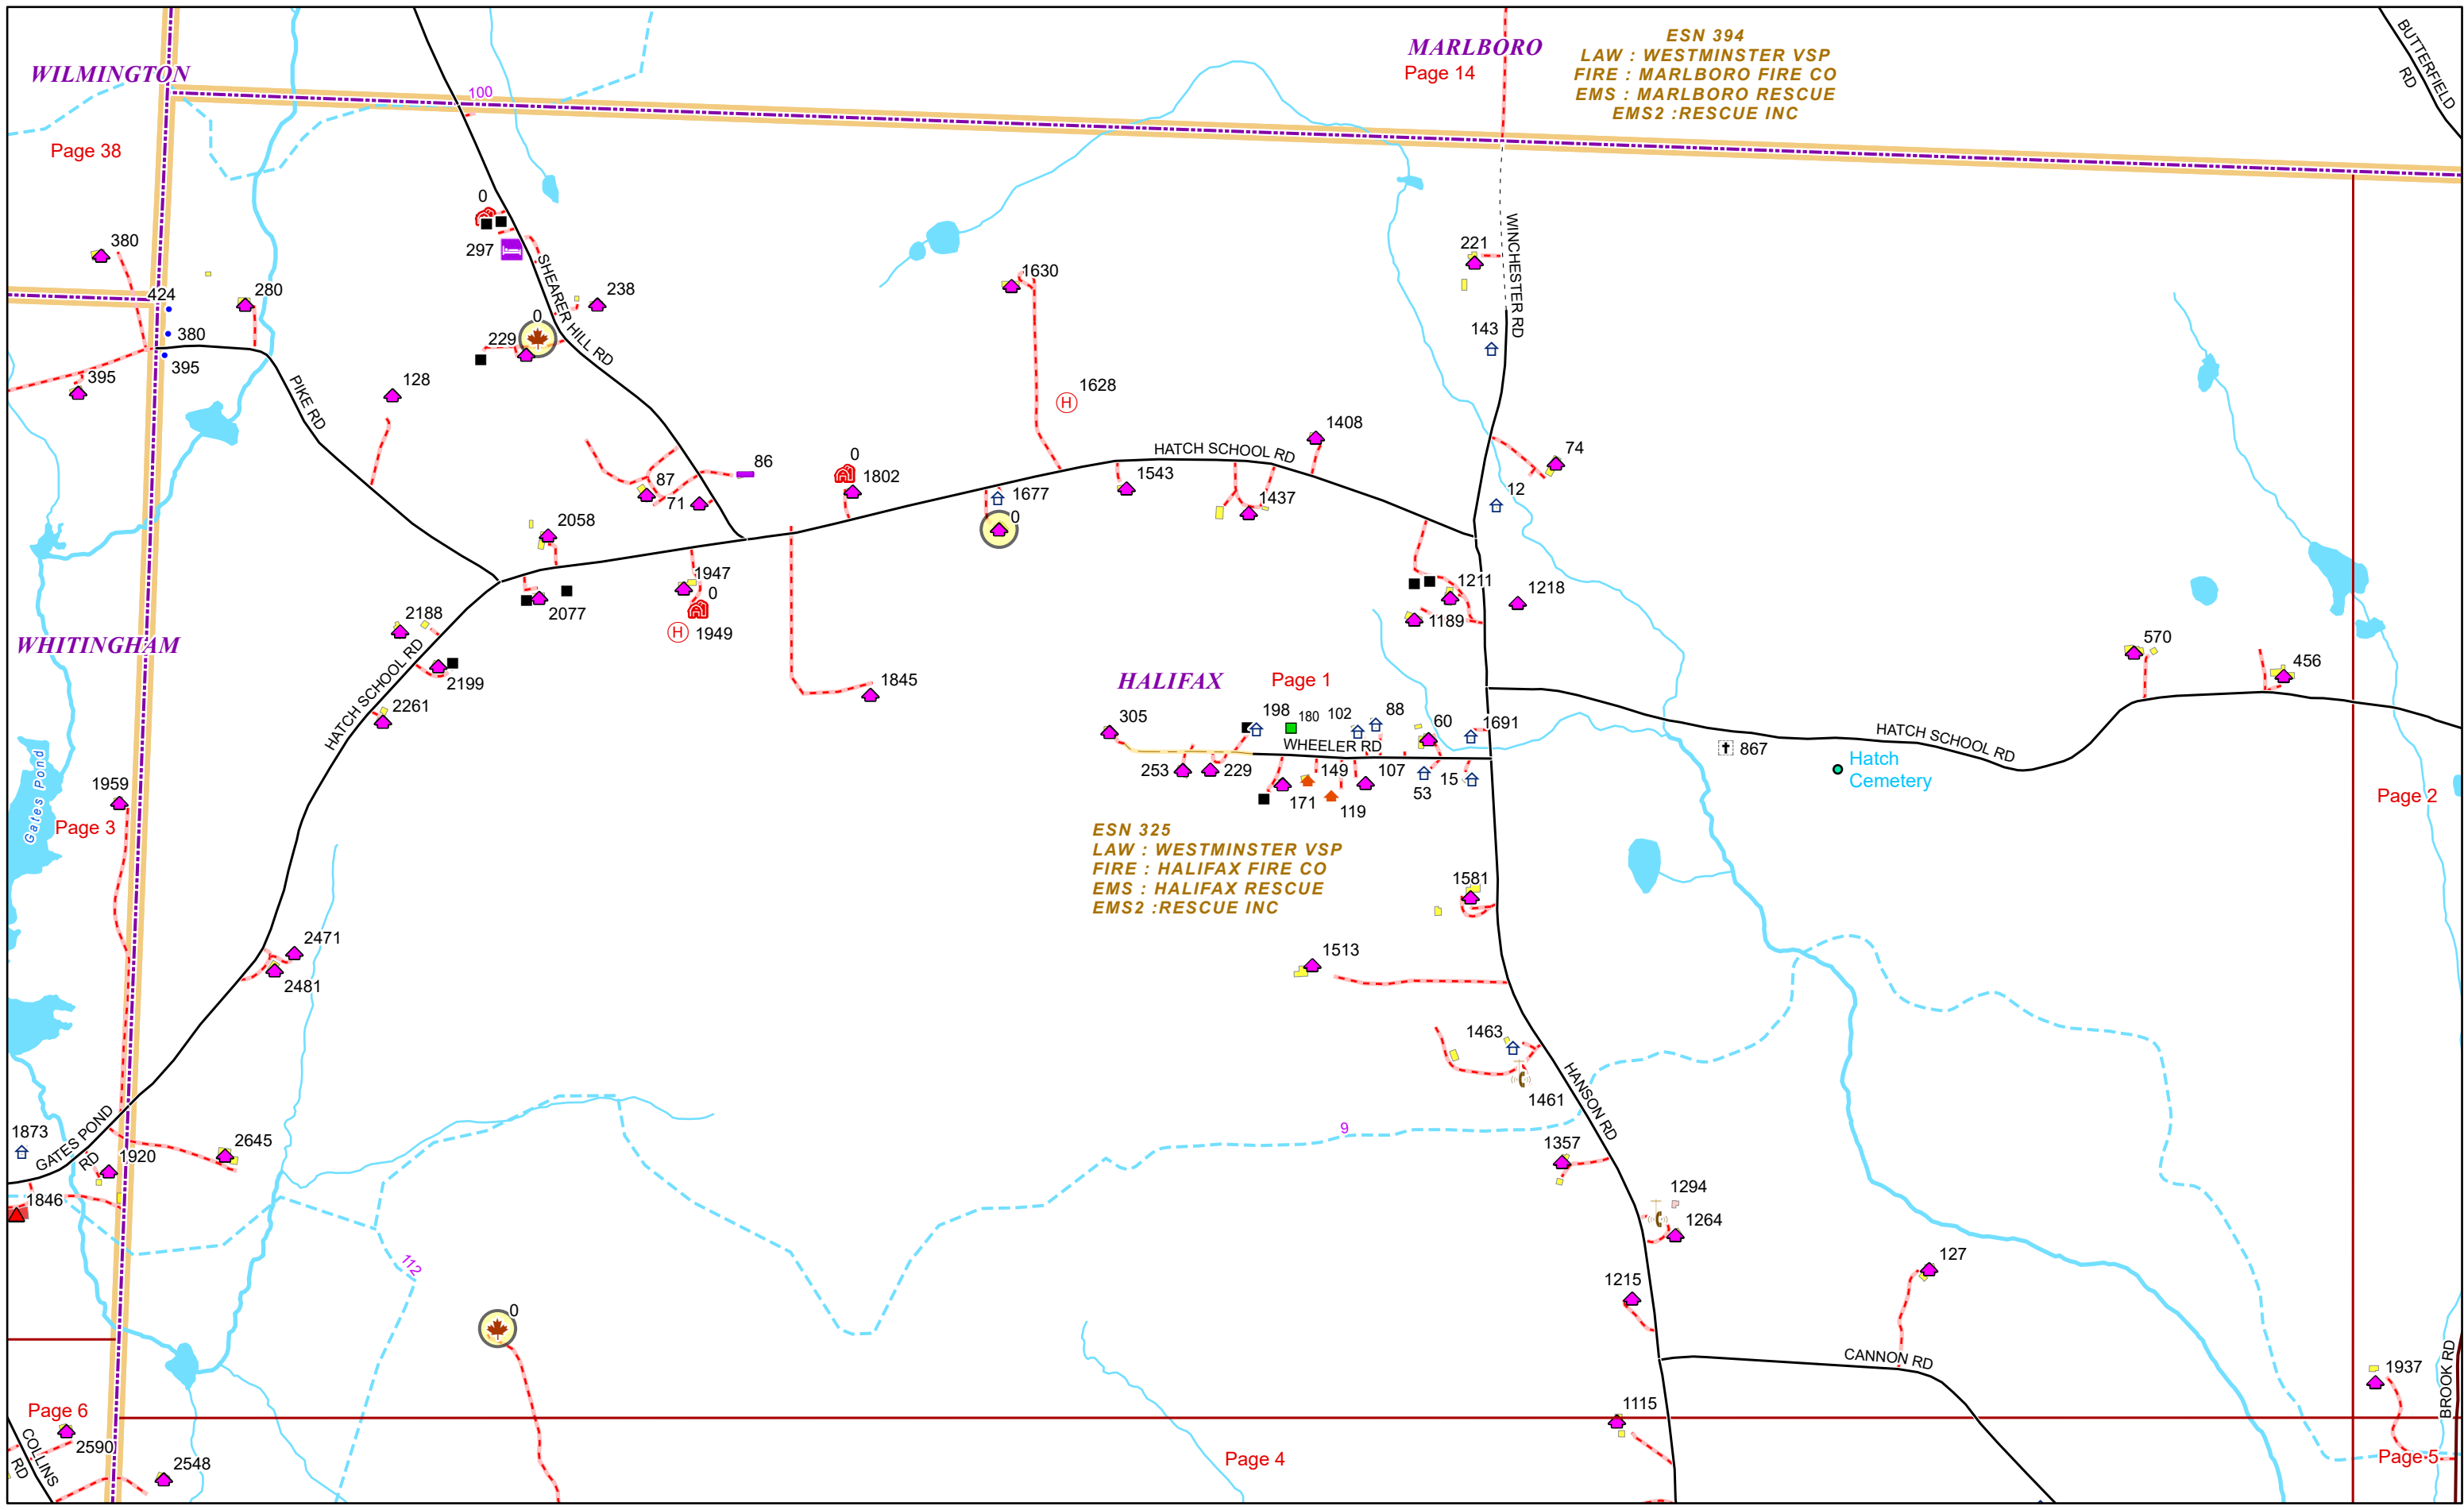 WILMINGTON
100
MARLBORO
Page 14
ESN 394
LAW : WESTMINSTER VSP
FIRE : MARLBORO FIRE CO
EMS : MARLBORO RESCUE
EMS2 :RESCUE INC
BUTTERFIELD
RD
Page 38
0
297
SHEARER HILL RD
380
424
280
238
0
229
380
395
395
PIKE RD
128
1630
1628
221
WINCHESTER RD
143
HATCH SCHOOL RD
1408
74
86
87
71
0
1802
1677
0
1543
1437
12
2058
2077
1947
0
1949
1211
1218
1189
2188
WHITINGHAM
HATCH SCHOOL RD
2199
2261
1845
HALIFAX
Page 1
570
456
305
198
180
102
88
60
1691
WHEELER RD
HATCH SCHOOL RD
867
Hatch
Cemetery
253
229
171
149
119
107
53
15
Gates Pond
1959
Page 3
Page 2
ESN 325
LAW : WESTMINSTER VSP
FIRE : HALIFAX FIRE CO
EMS : HALIFAX RESCUE
EMS2 :RESCUE INC
1581
2471
2481
1513
1463
1461
HANSON RD
9
1873
GATES POND
RD
1920
2645
1846
1357
1294
1264
112
127
1215
0
CANNON RD
1937
BROOK RD
Page 6
1115
2590
COLLINS
RD
2548
Page 4
Page 5